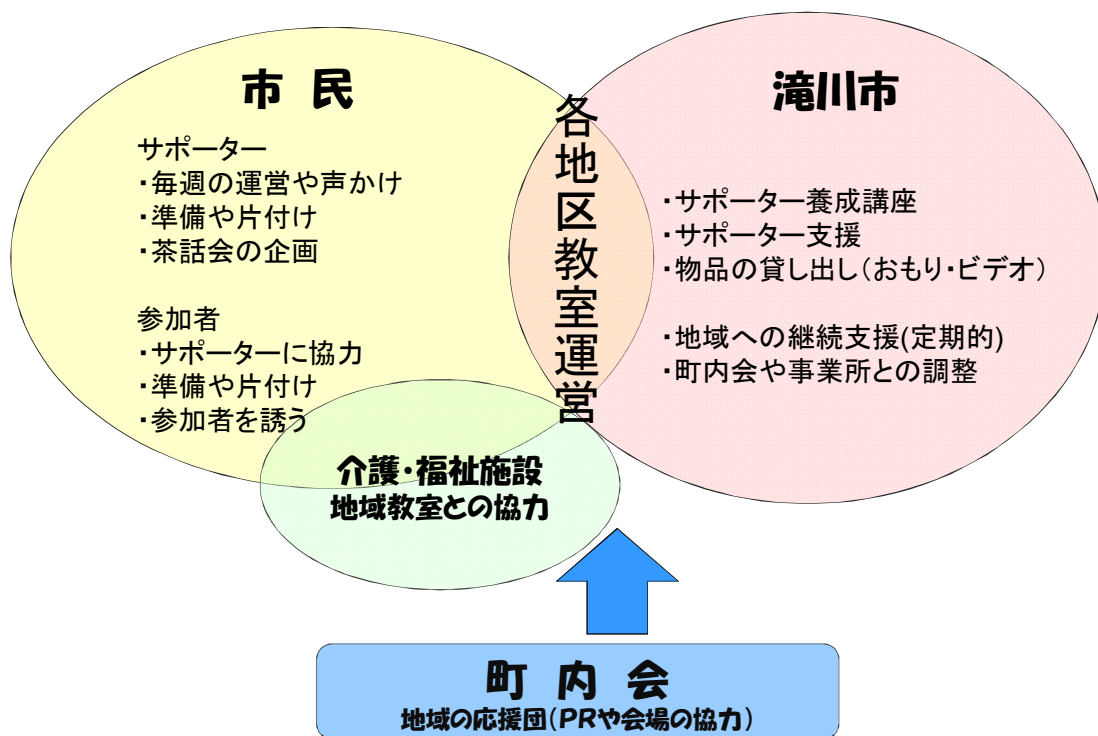 市 民
サポーター
・毎週の運営や声かけ
・準備や片付け
・茶話会の企画
参加者
・サポーターに協力
・準備や片付け
・参加者を誘う
各地区教室運営
滝川市
・サポーター養成講座
・サポーター支援
・物品の貸し出し（おもり・ビデオ）
・地域への継続支援(定期的)
・町内会や事業所との調整
介護・福祉施設
地域教室との協力
町 内 会
地域の応援団（PRや会場の協力）